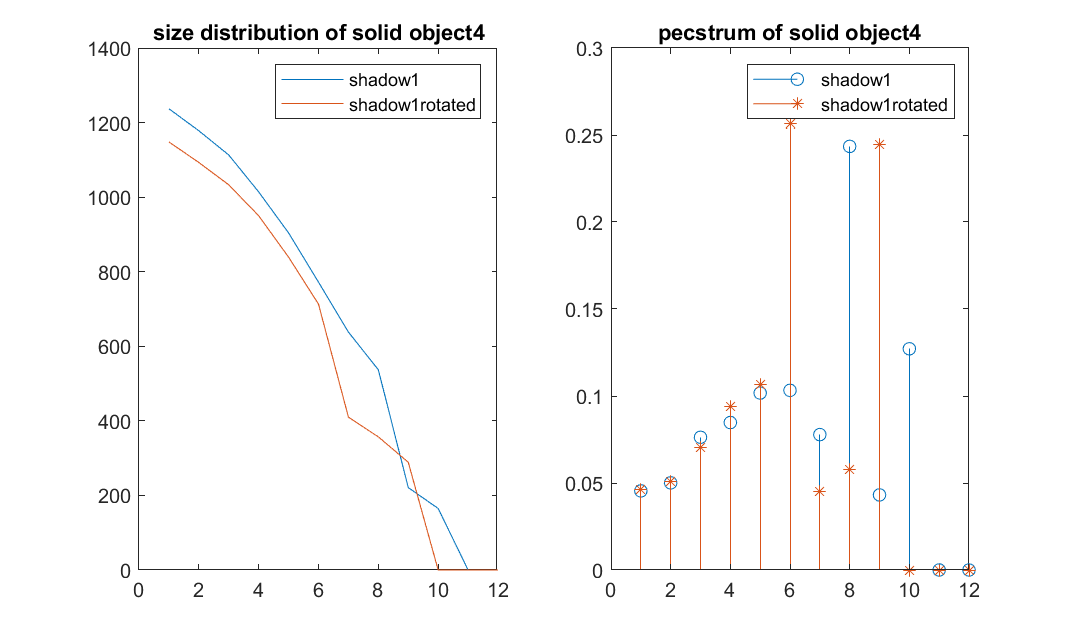 size distribution of solid object4
1400
1200
1000
800
600
400
200
0
0 2 4 6 8 10 12
shadow1
shadow1rotated
pecstrum of solid object4
0.3
0.25
0.2
0.15
0.1
0.05
0
0 2 4 6 8 10 12
shadow1
shadow1rotated